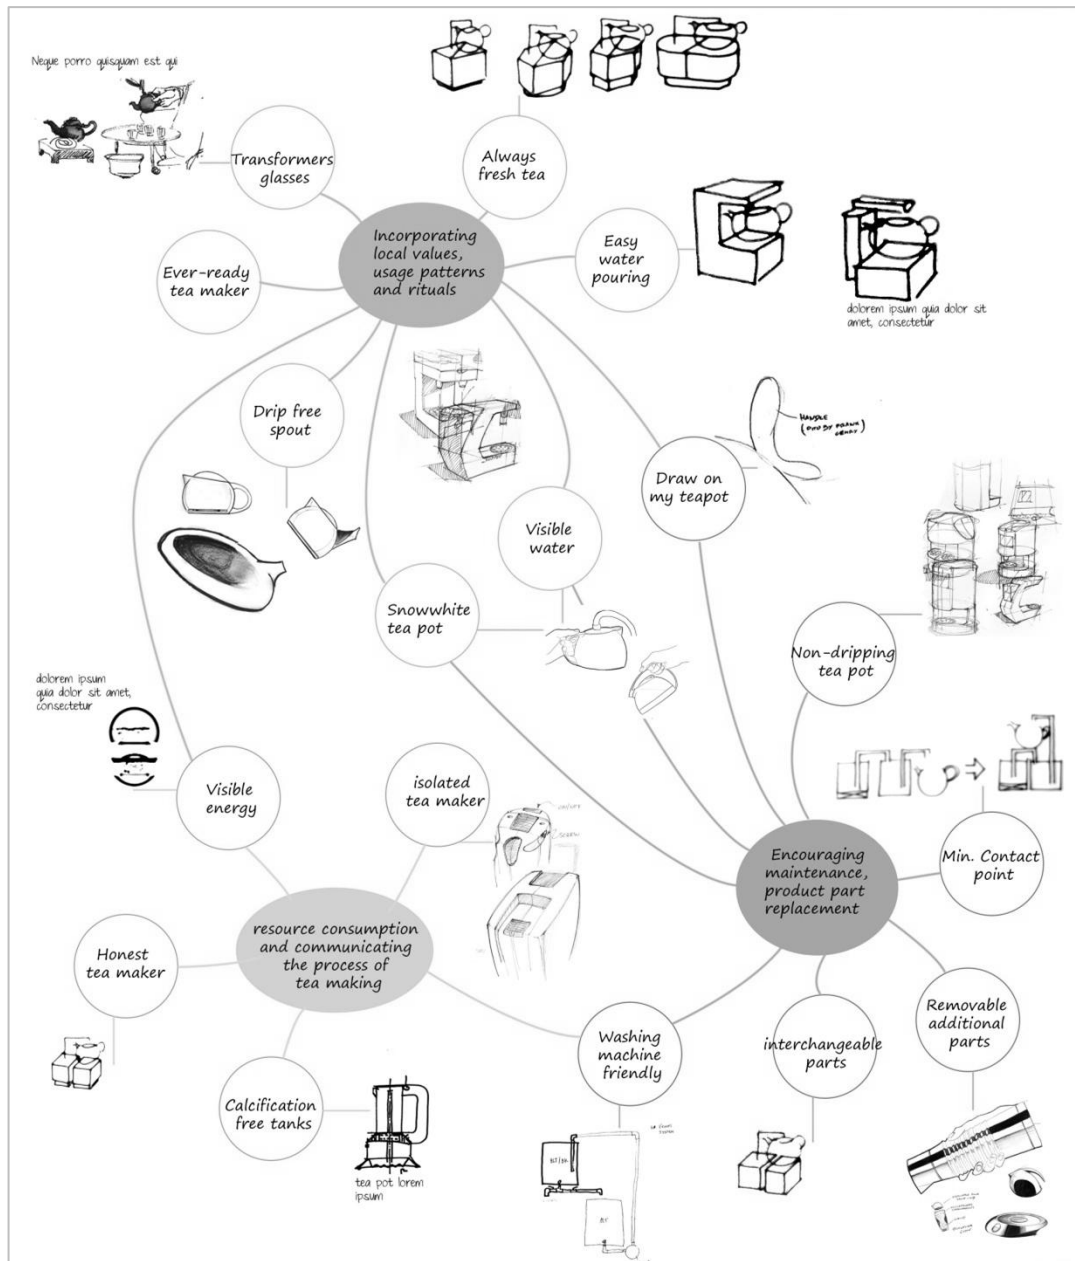 Neque porro quisquam est qui
Transformers
glasses
Always
fresh tea
Incorporating
local values,
usage patterns
and rituals
Easy
water
pouring
Ever-ready
tea maker
dolorem ipsum quia dolor sit
amet, consectetur
Drip free
spout
HANDLE
Draw on
my teapot
Visible
water
Snowwhite
tea pot
Non-dripping
tea pot
dolorem ipsum
quia dolor sit amet,
consectetur
Visible
energy
isolated
tea maker
Encouraging
maintenance,
product part
replacement
Min. Contact
point
resource consumption
and communicating
the process of
tea making
Honest
tea maker
Washing
machine
friendly
interchangeable
parts
Removable
additional
parts
Calcification
free tanks
tea pot lorem
ipsum